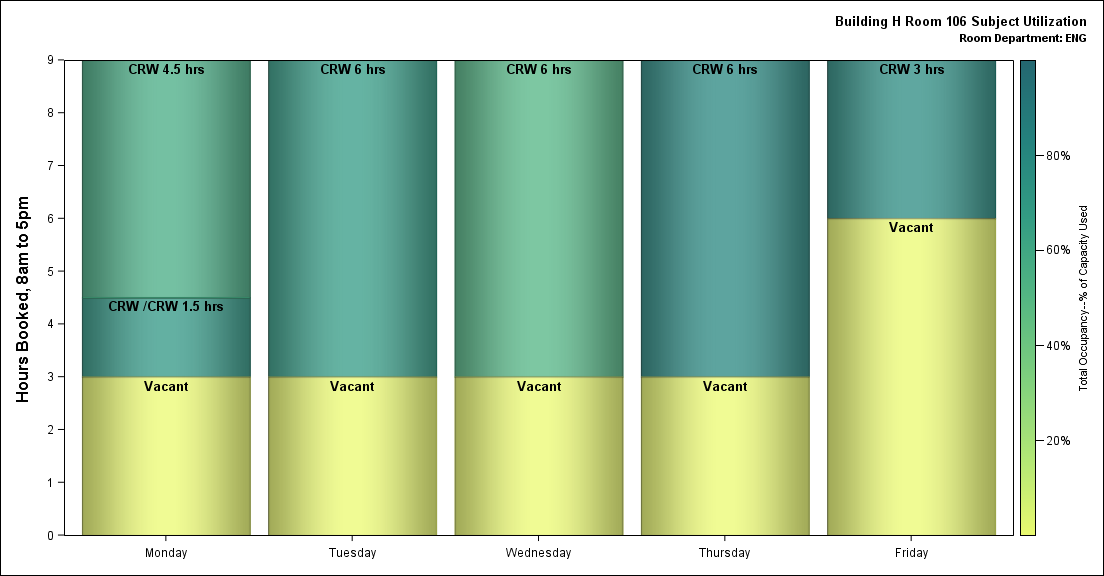 Building H Room 106 Subject Utilization
Room Department: ENG
Hours Booked, 8am to 5pm
9
8
7
6
5
4
3
2
1
0
CRW 4.5 hrs
CRW /CRW 1.5 hrs
Vacant
CRW 6 hrs
Vacant
CRW 6 hrs
Vacant
CRW 6 hrs
Vacant
CRW 3 hrs
Vacant
Monday
Tuesday
Wednesday
Thursday
Friday
80%
60%
40%
20%
Total Occupancy--% of Capacity Used